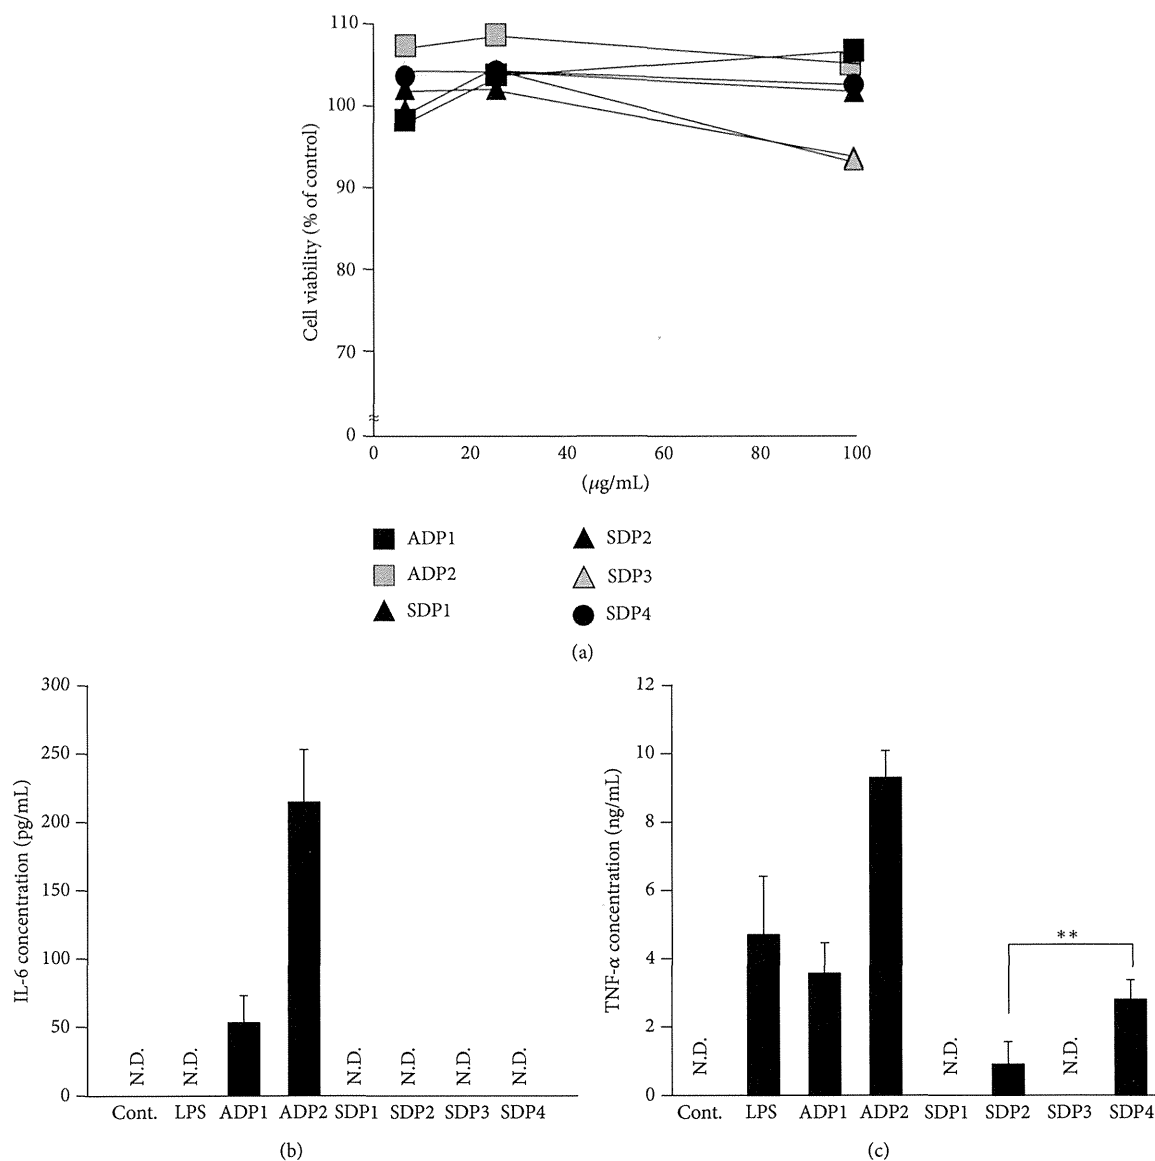 110
100
90
80
70
0
Cell viability (% of control)
0 20 40 60 80 100
(μg/mL)
ADP1
ADP2
SDP1
SDP2
SDP3
SDP4
(a)
300
250
200
150
100
50
0
IL-6 concentration (pg/mL)
N.D. N.D. N.D. N.D. N.D. N.D.
Cont. LPS ADP1 ADP2 SDP1 SDP2 SDP3 SDP4
(b)
12
10
8
6
4
2
0
TNF-α concentration (ng/mL)
**
N.D. N.D. N.D.
Cont. LPS ADP1 ADP2 SDP1 SDP2 SDP3 SDP4
(c)